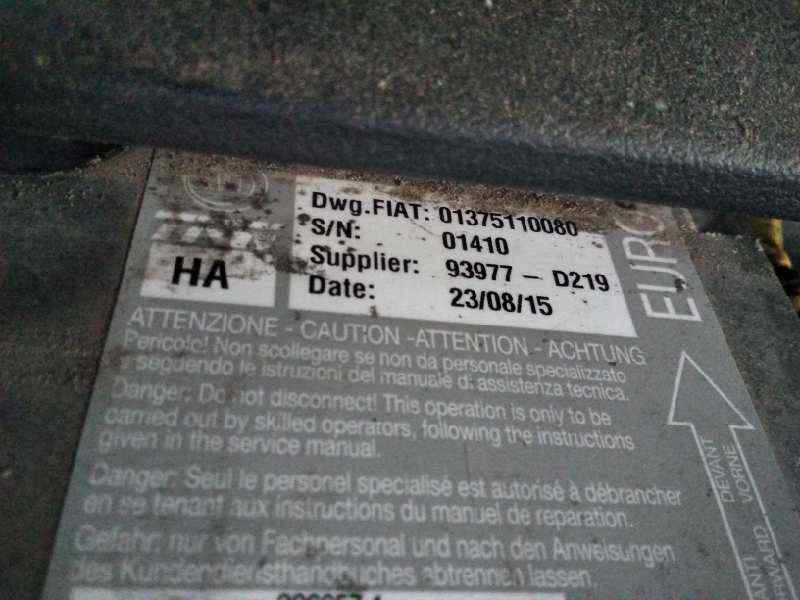 Dwg.FIAT: 01375110080
S/N: 01410
Supplier: 93977 - D219
Date: 23/08/15
HA
EURO
ATTENZIONE - CAUTION - ATTENTION - ACHTUNG
Pericolo! Non scollegare se non da personale specializzato
e seguendo le istruzioni del manuale di assistenza tecnica.
Danger: Do not disconnect! This operation is only to be
carried out by skilled operators, following the instructions
given in the service manual.
Danger: Seul le personel specialisé est autorisé à débrancher
en se tenant aux instructions du manuel de reparation.
Gefahr: nur von Fachpersonal und nach den Anweisungen
des Kundendiensthandbuches abtrennen lassen.
DEVANT
VORNE